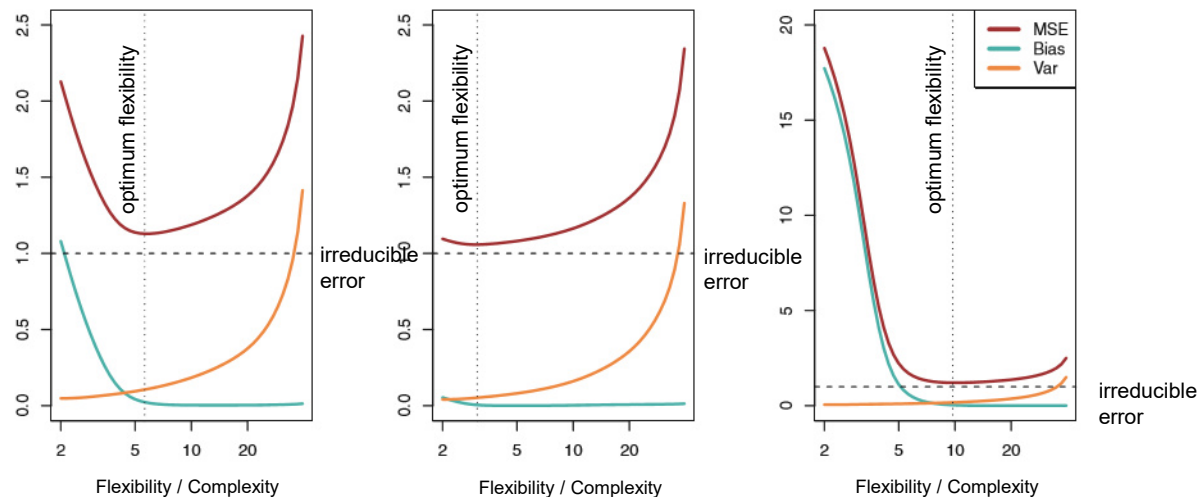 2.5
2.0
1.5
1.0
0.5
0.0
optimum flexibility
irreducible
error
2 5 10 20
Flexibility / Complexity
2.5
2.0
1.5
1.0
0.5
0.0
optimum flexibility
irreducible
error
2 5 10 20
Flexibility / Complexity
20
15
10
5
0
optimum flexibility
MSE
Bias
Var
irreducible
error
2 5 10 20
Flexibility / Complexity